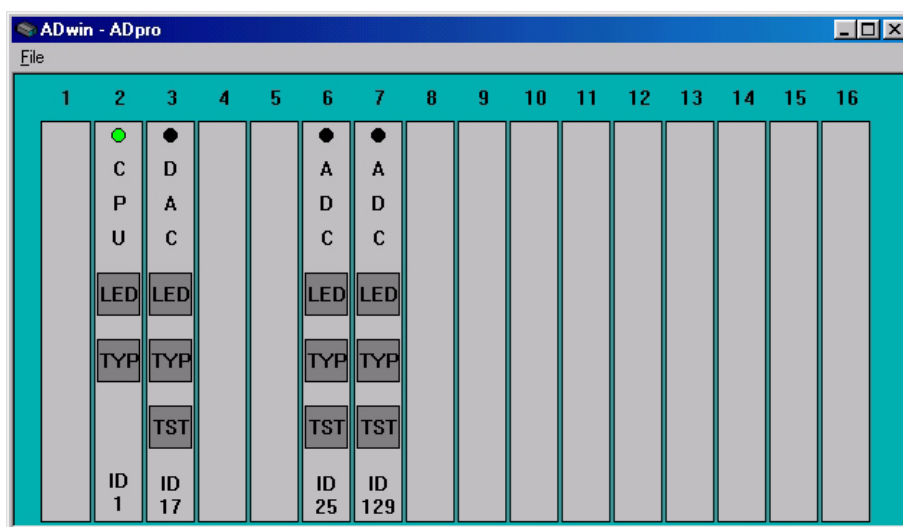 ADwin - ADpro
File
1 2 3 4 5 6 7 8 9 10 11 12 13 14 15 16
C D A A
P A D D
U C C C
LED LED LED LED
TYP TYP TYP TYP
TST TST TST
ID ID ID ID
1 17 25 129